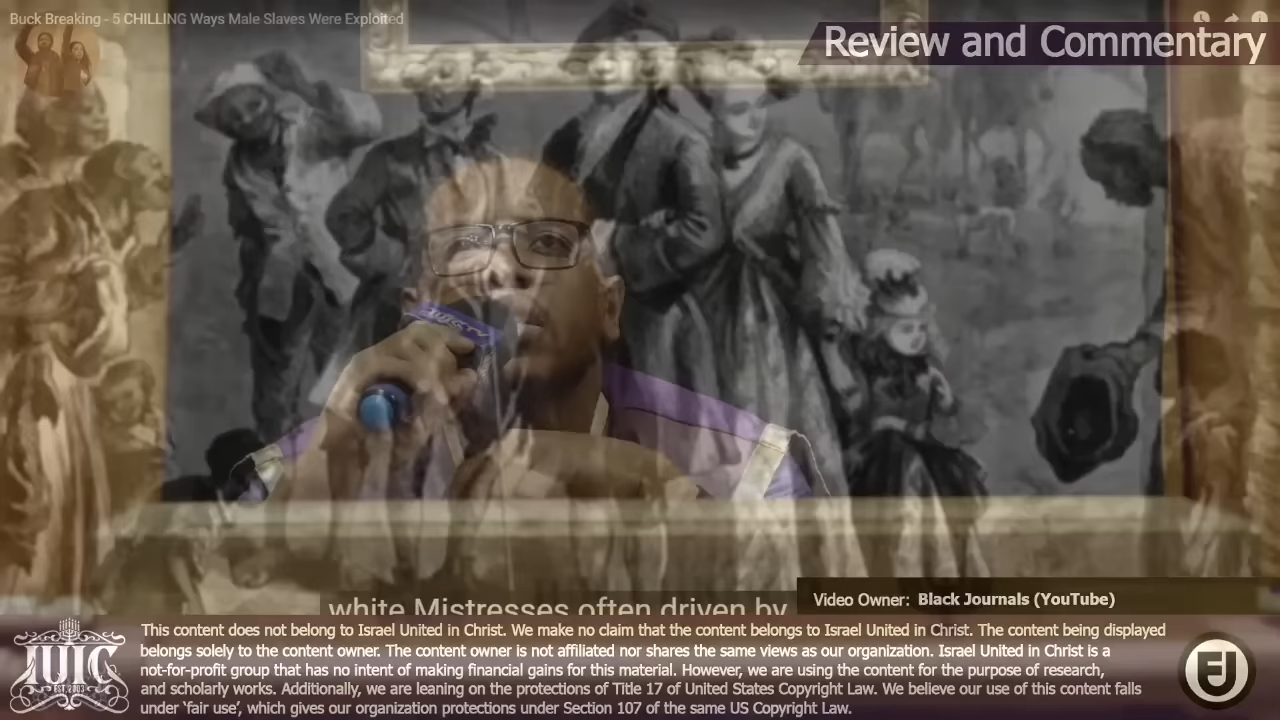 Buck Breaking - 5 CHILLING Ways Male Slaves Were Exploited
Review and Commentary
IUIC TV
white Mistresses often driven by
Video Owner: Black Journals (YouTube)
This content does not belong to Israel United in Christ. We make no claim that the content belongs to Israel United in Christ. The content being displayed
belongs solely to the content owner. The content owner is not affiliated nor shares the same views as our organization. Israel United in Christ is a
not-for-profit group that has no intent of making financial gains for this material. However, we are using the content for the purpose of research,
and scholarly works. Additionally, we are leaning on the protections of Title 17 of United States Copyright Law. We believe our use of this content falls
under ‘fair use’, which gives our organization protections under Section 107 of the same US Copyright Law.
IUIC
EST. 2003